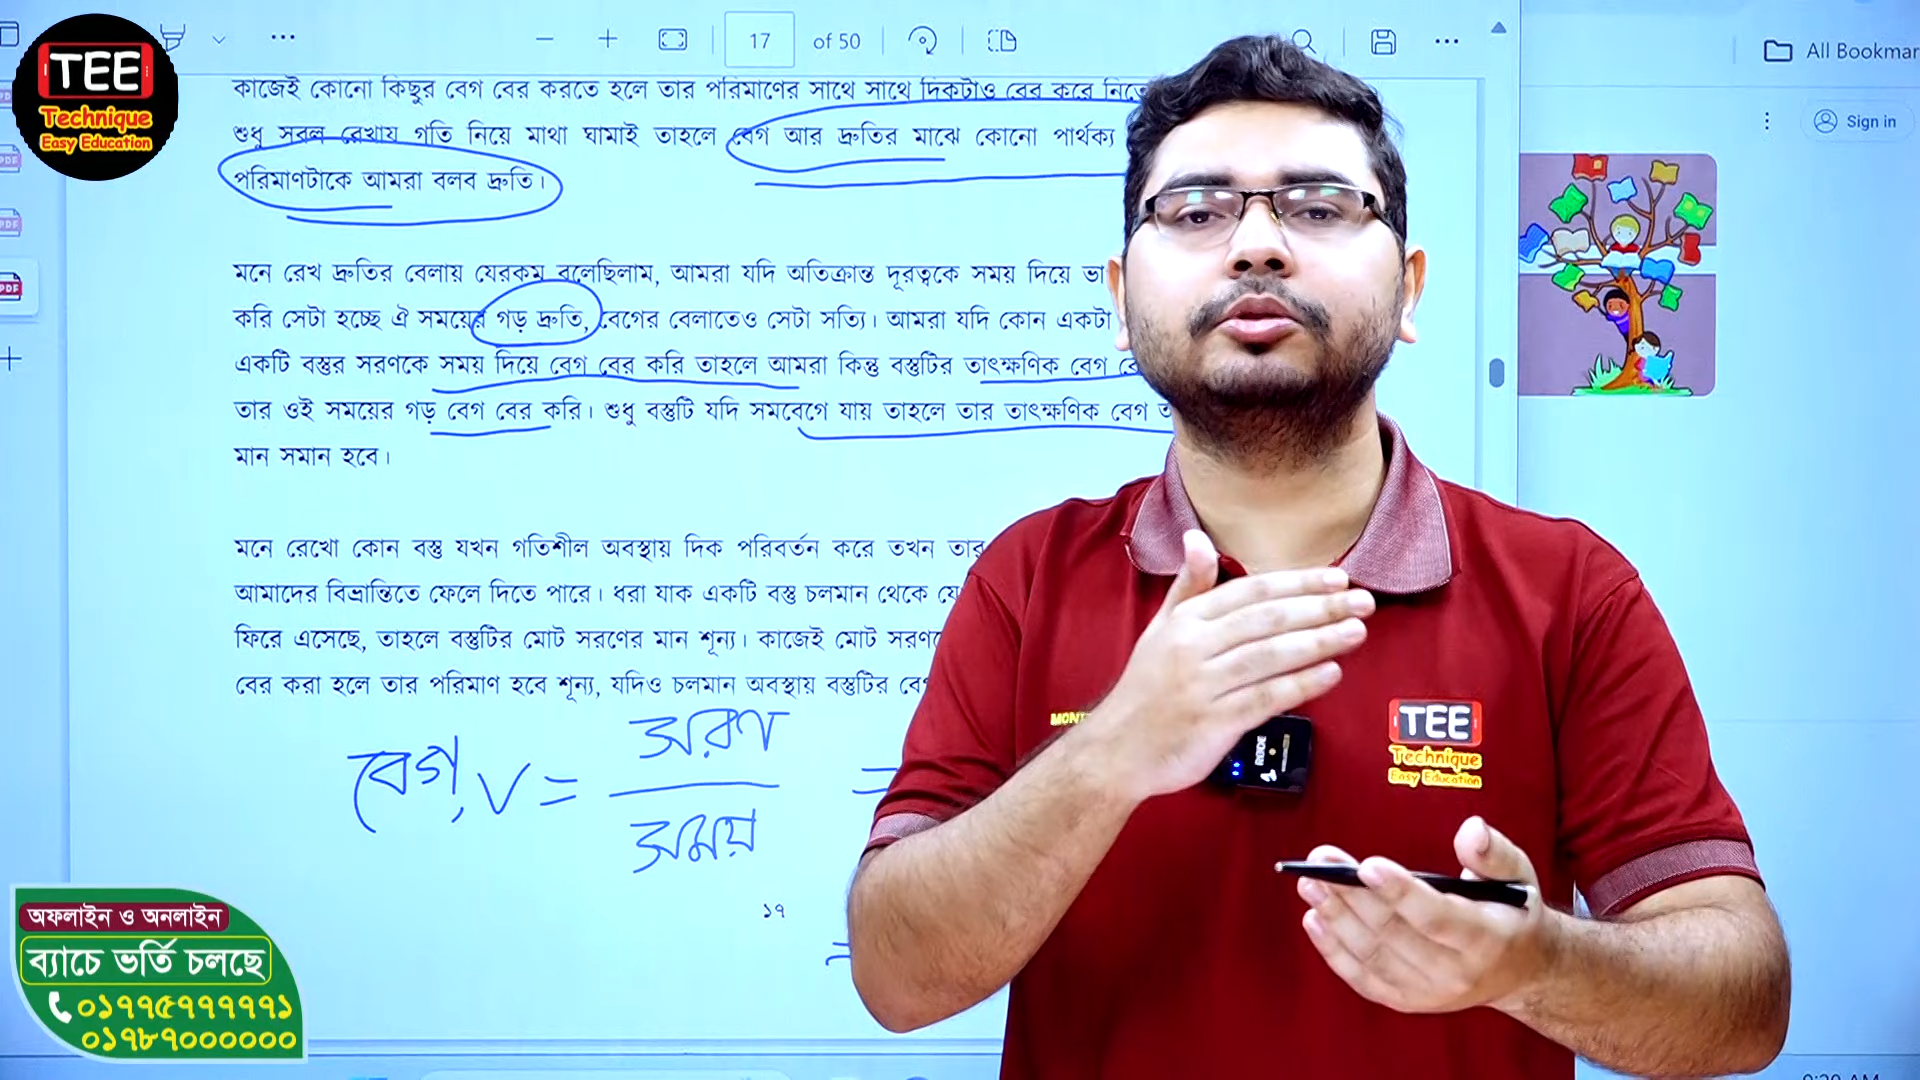 17 of 50
All Bookmar
Sign in
TEE
Technique
Easy Education
কাজেই কোনো কিছুর বেগ বের করতে হলে তার পরিমাণের সাথে সাথে দিকটাও বের করে নিতে
শুধু সরল রেখায় গতি নিয়ে মাথা ঘামাই তাহলে বেগ আর দ্রুতির মাঝে কোনো পার্থক্য
পরিমাণটাকে আমরা বলব দ্রুতি।
মনে রেখ দ্রুতির বেলায় যেরকম বলেছিলাম, আমরা যদি অতিক্রান্ত দূরত্বকে সময় দিয়ে ভা
করি সেটা হচ্ছে ঐ সময়ের গড় দ্রুতি, বেগের বেলাতেও সেটা সত্যি। আমরা যদি কোন একটা
একটি বস্তুর সরণকে সময় দিয়ে বেগ বের করি তাহলে আমরা কিন্তু বস্তুটির তাৎক্ষণিক বেগ
তার ওই সময়ের গড় বেগ বের করি। শুধু বস্তুটি যদি সমবেগে যায় তাহলে তার তাৎক্ষণিক বেগ
মান সমান হবে।
মনে রেখো কোন বস্তু যখন গতিশীল অবস্থায় দিক পরিবর্তন করে তখন তার
আমাদের বিভ্রান্তিতে ফেলে দিতে পারে। ধরা যাক একটি বস্তু চলমান থেকে
ফিরে এসেছে, তাহলে বস্তুটির মোট সরণের মান শূন্য। কাজেই মোট
বের করা হলে তার পরিমাণ হবে শূন্য, যদিও চলমান অবস্থায় বস্তুটির
বেগ, v = সরণ =
সময়
১৭
=
TEE
Technique
Easy Education
RODE
অফলাইন ও অনলাইন
ব্যাচে ভর্তি চলছে
০১৭৭৫৭৭৭৭৭১
০১৭৮৭০০০০০০